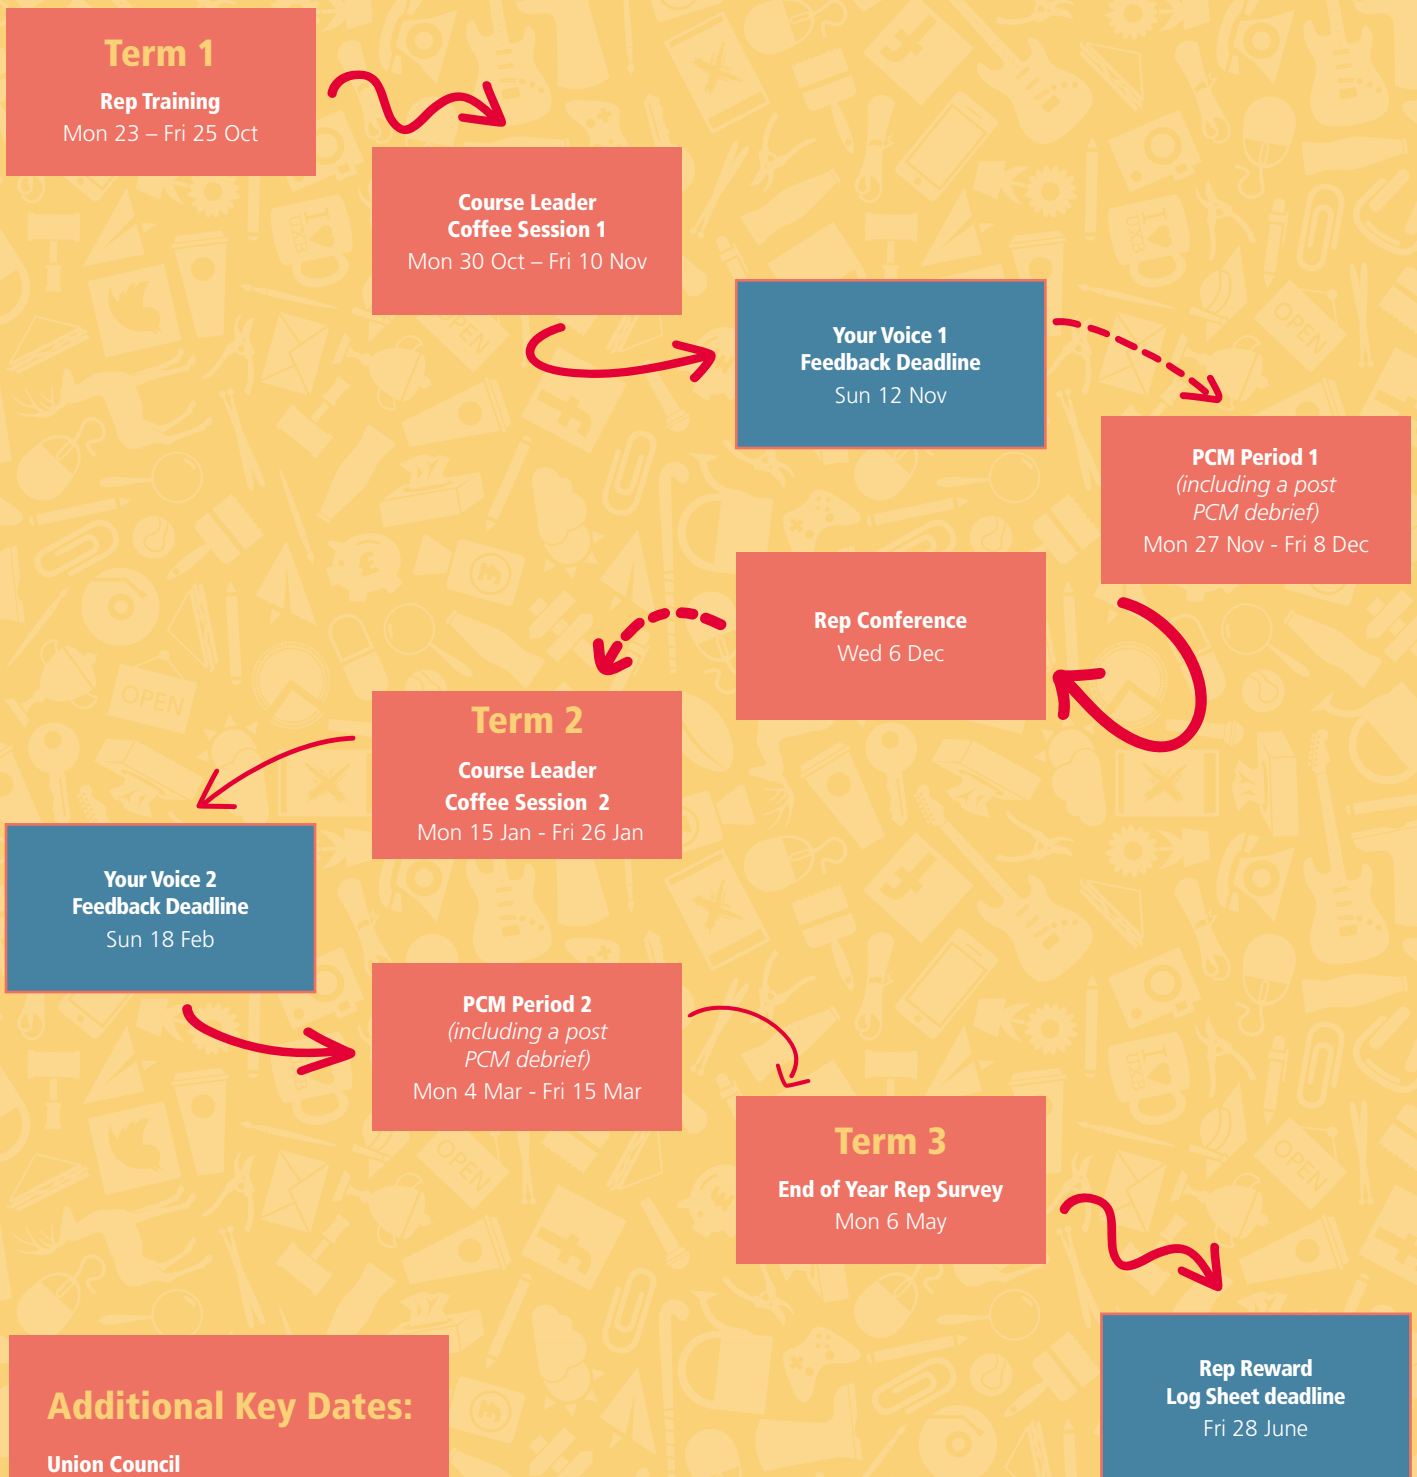 Term 1
Rep Training
Mon 23 – Fri 25 Oct
Course Leader
Coffee Session 1
Mon 30 Oct – Fri 10 Nov
Your Voice 1
Feedback Deadline
Sun 12 Nov
PCM Period 1
(including a post
PCM debrief)
Mon 27 Nov - Fri 8 Dec
Rep Conference
Wed 6 Dec
Term 2
Course Leader
Coffee Session 2
Mon 15 Jan - Fri 26 Jan
Your Voice 2
Feedback Deadline
Sun 18 Feb
PCM Period 2
(including a post
PCM debrief)
Mon 4 Mar - Fri 15 Mar
Term 3
End of Year Rep Survey
Mon 6 May
Rep Reward
Log Sheet deadline
Fri 28 June
Additional Key Dates:
Union Council
OPEN
OPEN
OPEN
OPEN
OPEN